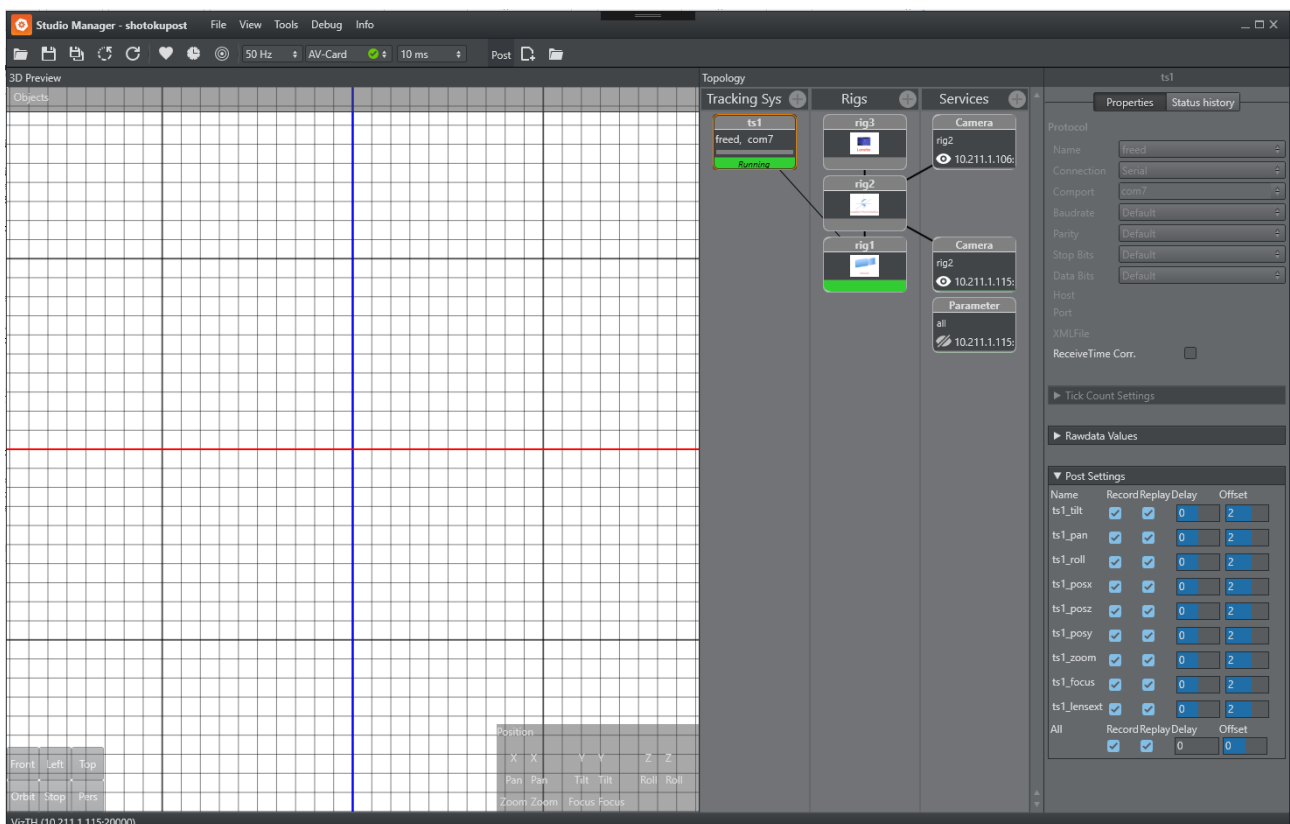 Studio Manager - shotokupost File View Tools Debug Info
50 Hz AV-Card 10 ms Post
3D Preview
Objects
Front Left Top
Orbit Stop Pers
Position
X X Y Y Z Z
Pan Pan Tilt Tilt Roll Roll
Zoom Zoom Focus Focus
Topology
Tracking Sys Rigs Services
ts1
freed, com7
Running
rig3
rig2
rig1
Camera
rig2
10.211.1.106:
Camera
rig2
10.211.1.115:
Parameter
all
10.211.1.115:
ts1
Properties Status history
Protocol
Name freed
Connection Serial
Comport com7
Baudrate Default
Parity Default
Stop Bits Default
Data Bits Default
Host
Port
XMLFile
ReceiveTime Corr.
Tick Count Settings
Rawdata Values
Post Settings
Name Record Replay Delay Offset
ts1_tilt 0 2
ts1_pan 0 2
ts1_roll 0 2
ts1_posx 0 2
ts1_posz 0 2
ts1_posy 0 2
ts1_zoom 0 2
ts1_focus 0 2
ts1_lensext 0 2
All Record Replay Delay Offset
0 0
VizTH (10.211.1.115:20000)